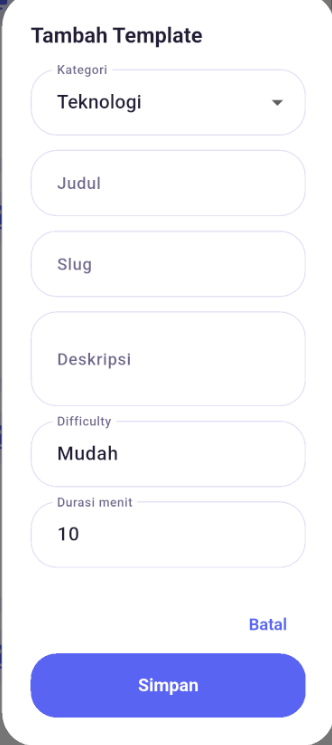 Tambah Template
Kategori
Teknologi
Judul
Slug
Deskripsi
Difficulty
Mudah
Durasi menit
10
Batal
Simpan